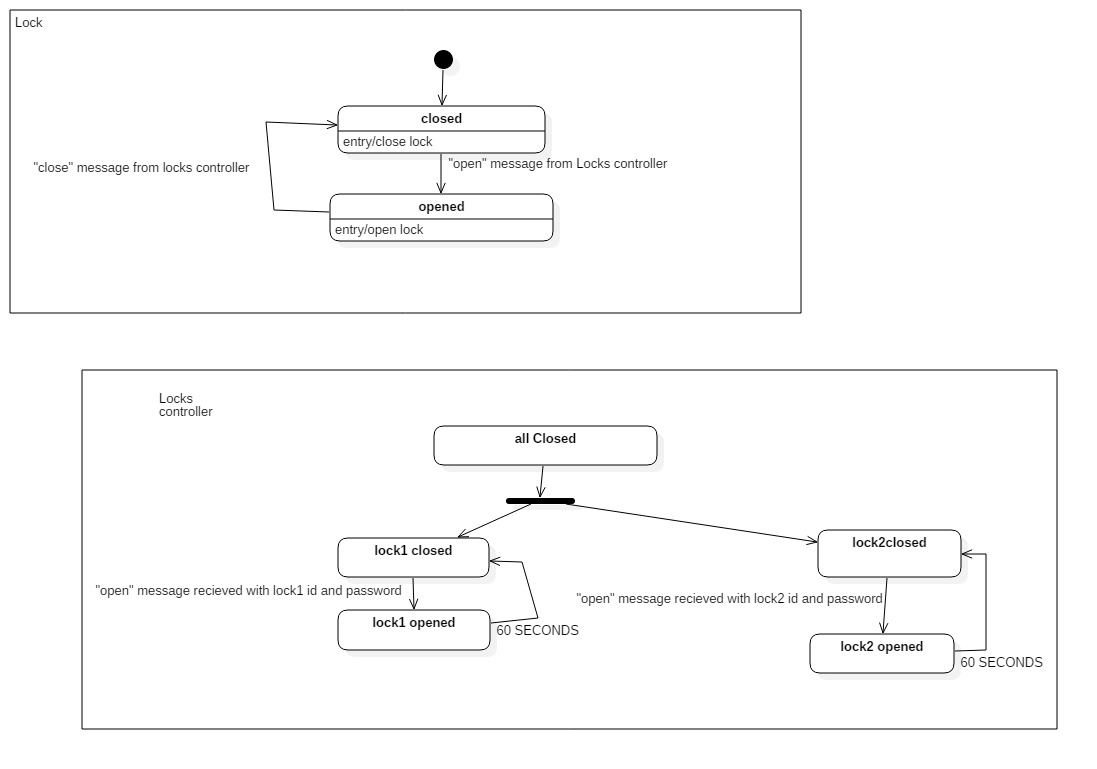 Lock
closed
entry/close lock
"close" message from locks controller
"open" message from Locks controller
opened
entry/open lock
Locks
controller
all Closed
lock1 closed
lock2closed
"open" message recieved with lock1 id and password
"open" message recieved with lock2 id and password
lock1 opened
60 SECONDS
lock2 opened
60 SECONDS